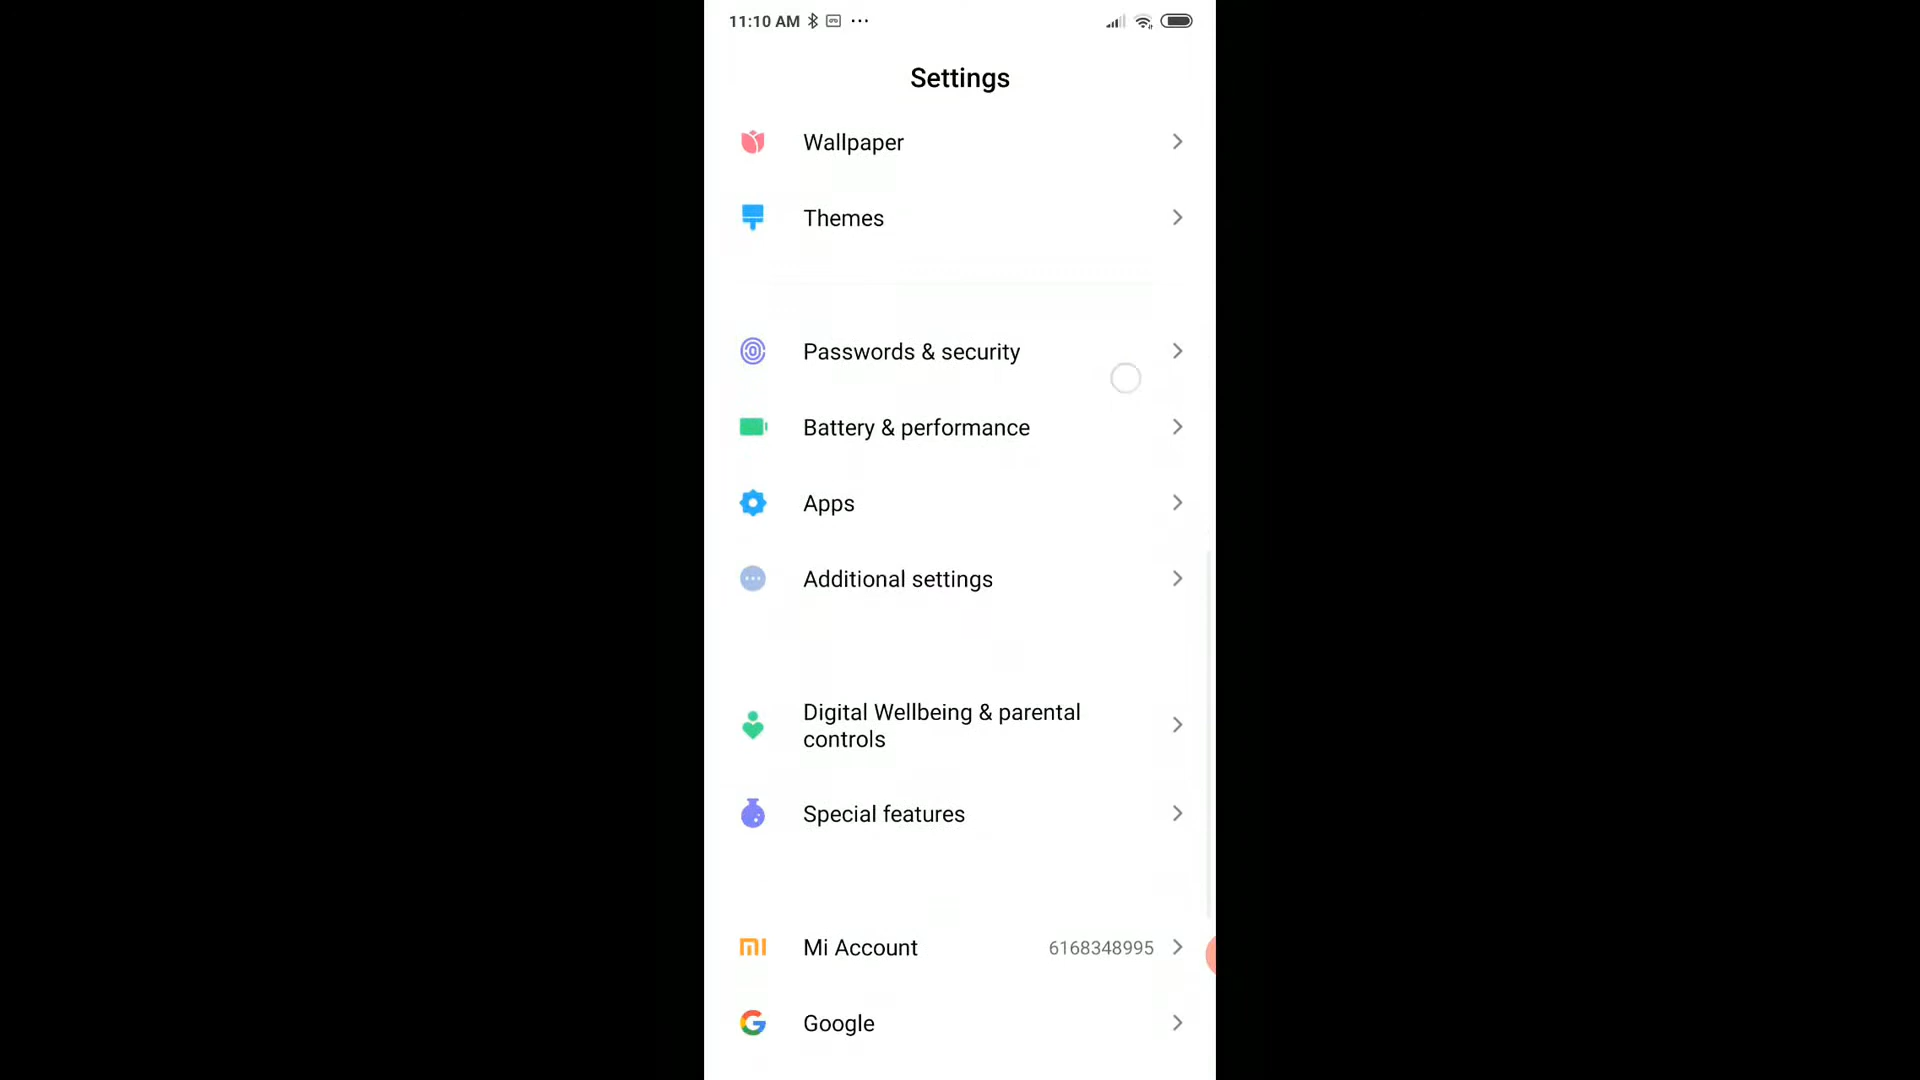 11:10 AM
Settings
Wallpaper
Themes
Passwords & security
Battery & performance
Apps
Additional settings
Digital Wellbeing & parental
controls
Special features
Mi Account 6168348995
Google